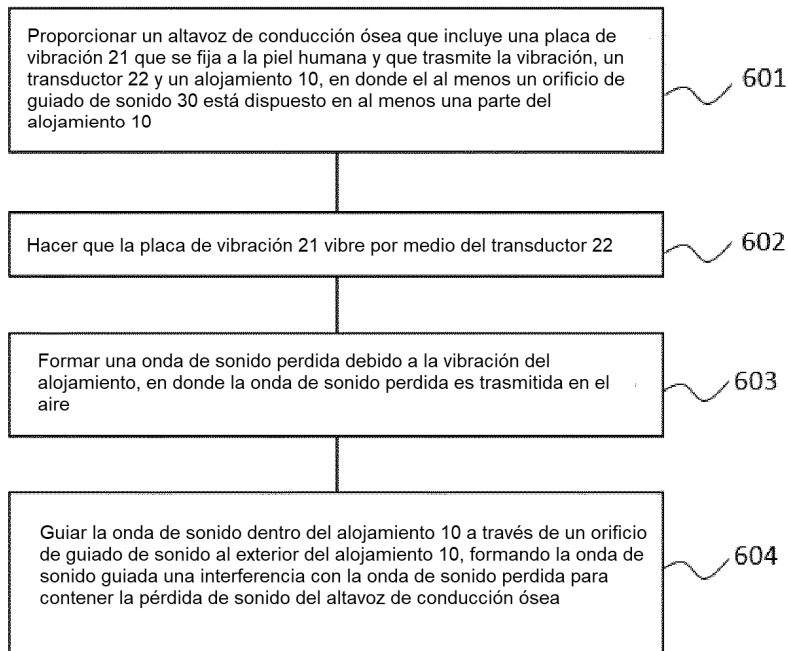 Proporcionar un altavoz de conducción ósea que incluye una placa de
vibración 21 que se fija a la piel humana y que trasmite la vibración, un
transductor 22 y un alojamiento 10, en donde el al menos un orificio de
guiado de sonido 30 está dispuesto en al menos una parte del
alojamiento 10
601
Hacer que la placa de vibración 21 vibre por medio del transductor 22
602
Formar una onda de sonido perdida debido a la vibración del
alojamiento, en donde la onda de sonido perdida es trasmitida en el
aire
603
Guiar la onda de sonido dentro del alojamiento 10 a través de un orificio
de guiado de sonido al exterior del alojamiento 10, formando la onda de
sonido guiada una interferencia con la onda de sonido perdida para
contener la pérdida de sonido del altavoz de conducción ósea
604